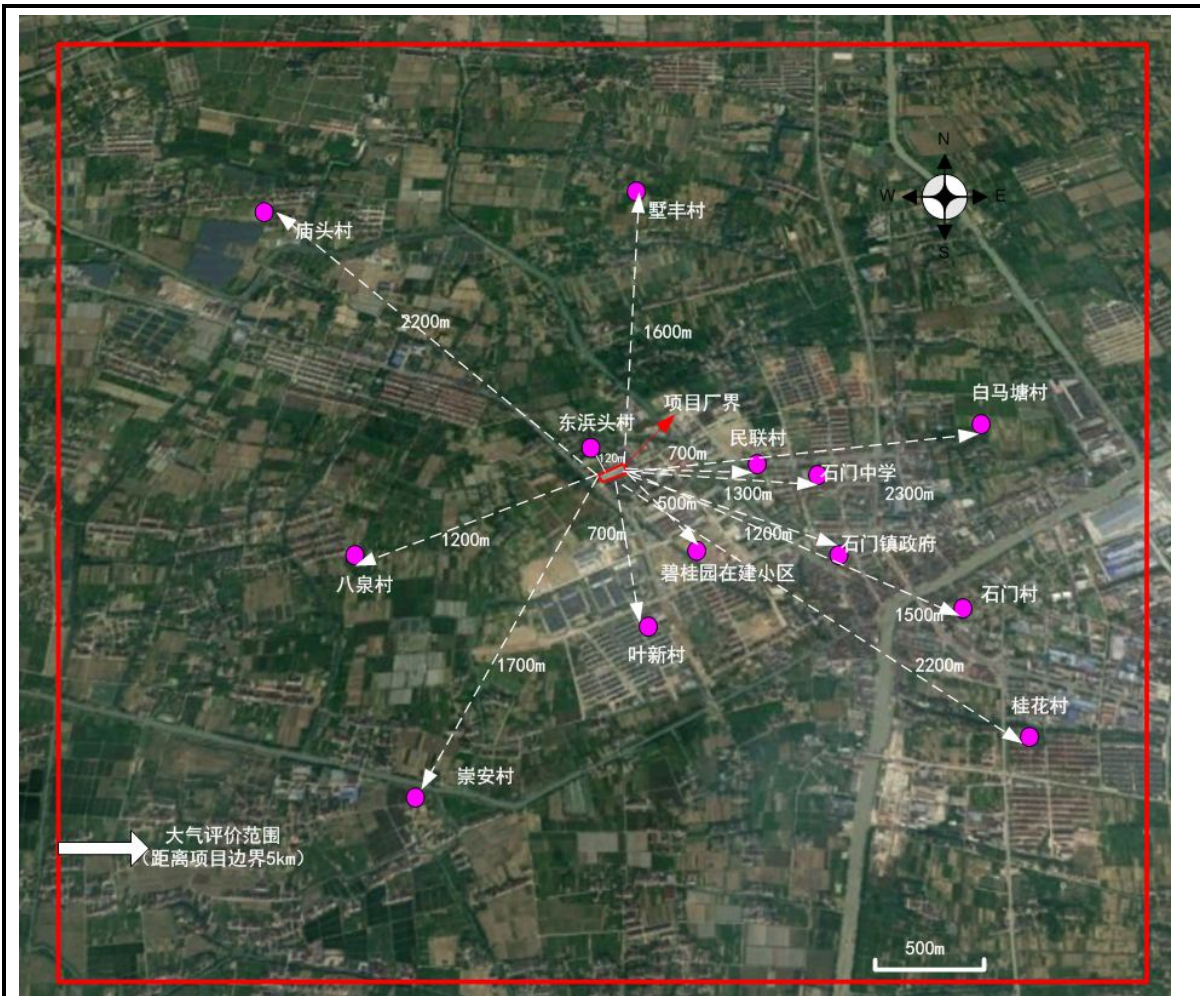 N
W
E
S
庙头村
墅丰村
2200m
1600m
白马塘村
项目厂界
东浜头村
民联村
700m
120m
石门中学
1300m
2300m
500m
700m
1200m
1200m
石门镇政府
碧桂园在建小区
八泉村
石门村
1500m
叶新村
1700m
2200m
桂花村
崇安村
大气评价范围
（距离项目边界5km）
500m